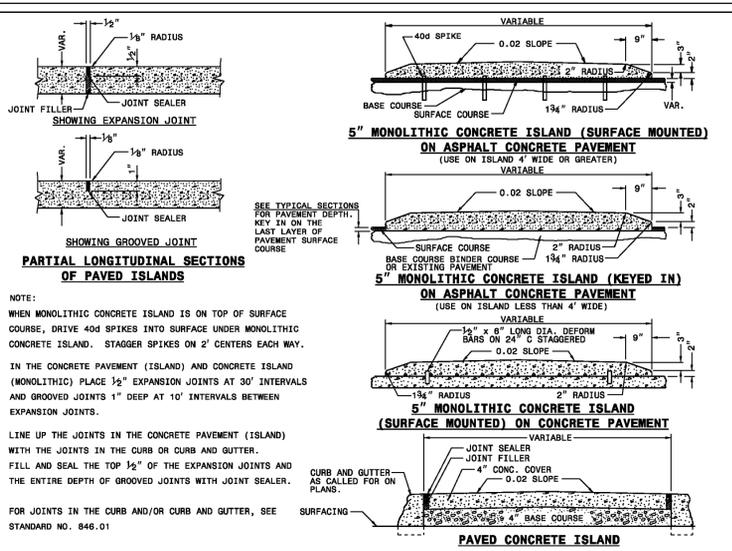 ½"
⅛" RADIUS
VAR.
½"
JOINT SEALER
JOINT FILLER
SHOWING EXPANSION JOINT
⅛"
⅛" RADIUS
VAR.
1"
JOINT SEALER
SHOWING GROOVED JOINT
PARTIAL LONGITUDINAL SECTIONS
OF PAVED ISLANDS
NOTE:
WHEN MONOLITHIC CONCRETE ISLAND IS ON TOP OF SURFACE
COURSE, DRIVE 40d SPIKES INTO SURFACE UNDER MONOLITHIC
CONCRETE ISLAND. STAGGER SPIKES ON 2' CENTERS EACH WAY.
IN THE CONCRETE PAVEMENT (ISLAND) AND CONCRETE ISLAND
(MONOLITHIC) PLACE ½" EXPANSION JOINTS AT 30' INTERVALS
AND GROOVED JOINTS 1" DEEP AT 10' INTERVALS BETWEEN
EXPANSION JOINTS.
LINE UP THE JOINTS IN THE CONCRETE PAVEMENT (ISLAND)
WITH THE JOINTS IN THE CURB OR CURB AND GUTTER.
FILL AND SEAL THE TOP ½" OF THE EXPANSION JOINTS AND
THE ENTIRE DEPTH OF GROOVED JOINTS WITH JOINT SEALER.
FOR JOINTS IN THE CURB AND/OR CURB AND GUTTER, SEE
STANDARD NO. 846.01
VARIABLE
40d SPIKE
0.02 SLOPE
9"
3"
2"
2" RADIUS
BASE COURSE
SURFACE COURSE
1¾" RADIUS
VAR.
5" MONOLITHIC CONCRETE ISLAND (SURFACE MOUNTED)
ON ASPHALT CONCRETE PAVEMENT
(USE ON ISLAND 4' WIDE OR GREATER)
VARIABLE
0.02 SLOPE
9"
3"
2"
SEE TYPICAL SECTIONS
FOR PAVEMENT DEPTH.
KEY IN ON THE
LAST LAYER OF
PAVEMENT SURFACE
COURSE
SURFACE COURSE
2" RADIUS
BASE COURSE BINDER COURSE
OR EXISTING PAVEMENT
1¾" RADIUS
5" MONOLITHIC CONCRETE ISLAND (KEYED IN)
ON ASPHALT CONCRETE PAVEMENT
(USE ON ISLAND LESS THAN 4' WIDE)
VARIABLE
½" x 6" LONG DIA. DEFORM
BARS ON 24" C STAGGERED
0.02 SLOPE
9"
3"
2"
1¾" RADIUS
2" RADIUS
5" MONOLITHIC CONCRETE ISLAND
(SURFACE MOUNTED) ON CONCRETE PAVEMENT
VARIABLE
JOINT SEALER
JOINT FILLER
4" CONC. COVER
0.02 SLOPE
CURB AND GUTTER
AS CALLED FOR ON
PLANS.
SURFACING
4" BASE COURSE
PAVED CONCRETE ISLAND